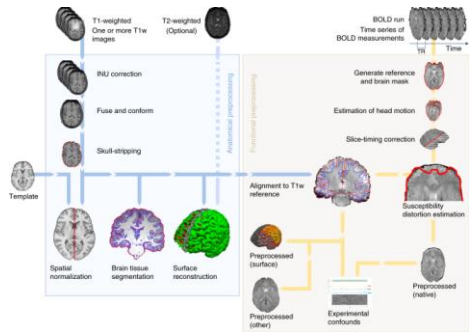 T1-weighted
One or more T1w
images
T2-weighted
(Optional)
BOLD run
Time series of
BOLD measurements
TR
Time
INU correction
Fuse and conform
Skull-stripping
Anatomical preprocessing
Functional preprocessing
Generate reference
and brain mask
Estimation of head motion
Slice-timing correction
Template
Alignment to T1w
reference
Susceptibility
distortion estimation
Spatial
normalization
Brain tissue
segmentation
Surface
reconstruction
Preprocessed
(surface)
Preprocessed
(other)
Experimental
confounds
Preprocessed
(native)